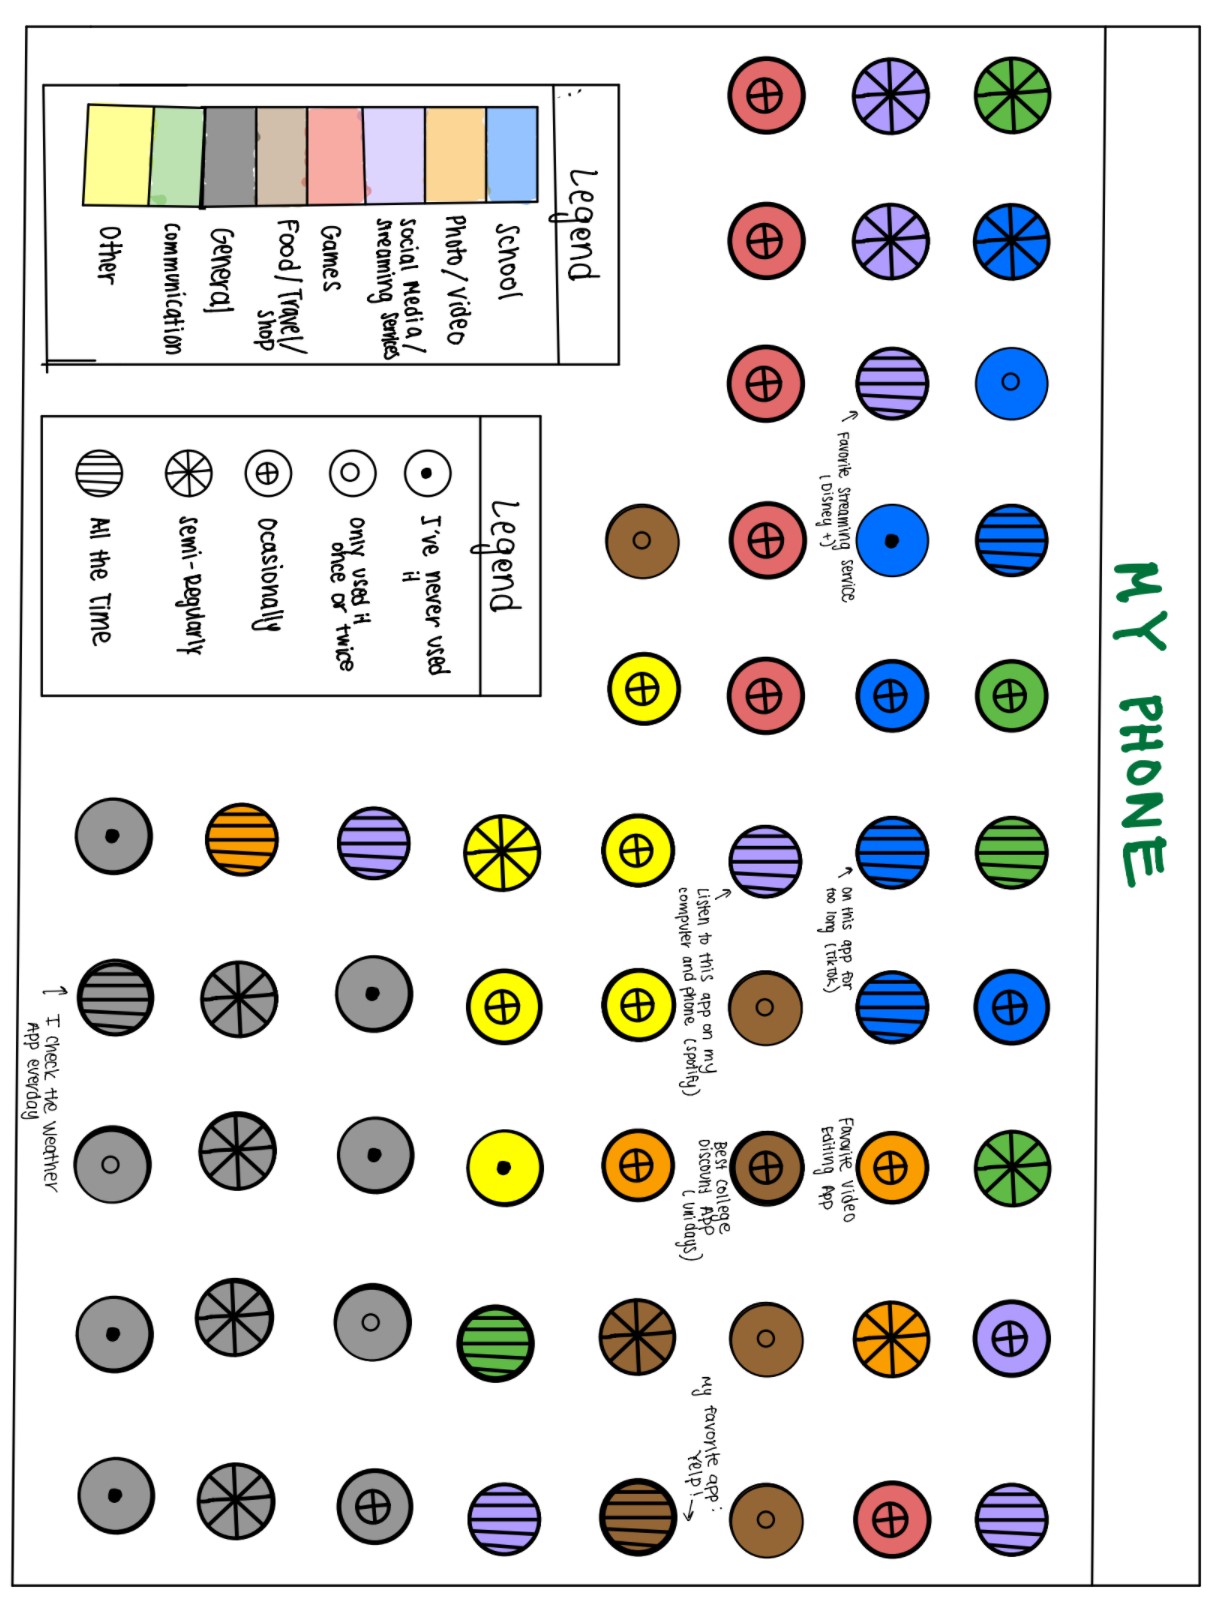 MY PHONE
Favorite Streaming Service
(Disney +)
On this app for
too long (TikTok)
Favorite Video
Editing App
Listen to this app on my
computer and phone (spotify)
Best College
Discount App
(unidays)
My favorite app:
Yelp!
Legend
School
Photo/Video
Social Media/
Streaming Services
Games
Food/Travel/
shop
General
Communication
Other
Legend
I've never used
it
Only used it
once or twice
Ocasionally
Semi-Regularly
All the Time
I check the weather
App everday